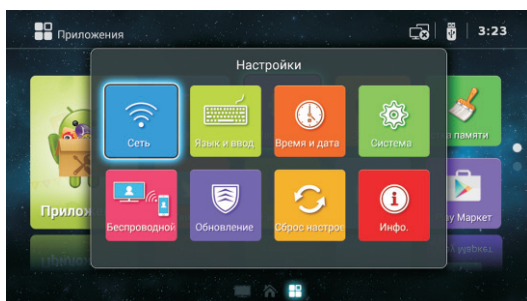 Приложения
3:23
Настройки
Сеть
Язык и ввод
Время и дата
Система
Беспроводной
Обновление
Сброс настрое
Инфо.
Прилож
а памяти
ay Маркет